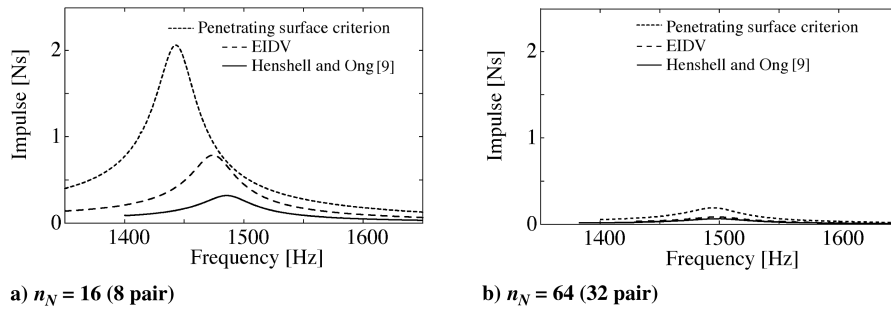 Impulse [Ns]
2
1
0
Penetrating surface criterion
EIDV
Henshell and Ong [9]
1400
1500
1600
Frequency [Hz]
a) n_N = 16 (8 pair)
Impulse [Ns]
2
1
0
Penetrating surface criterion
EIDV
Henshell and Ong [9]
1400
1500
1600
Frequency [Hz]
b) n_N = 64 (32 pair)